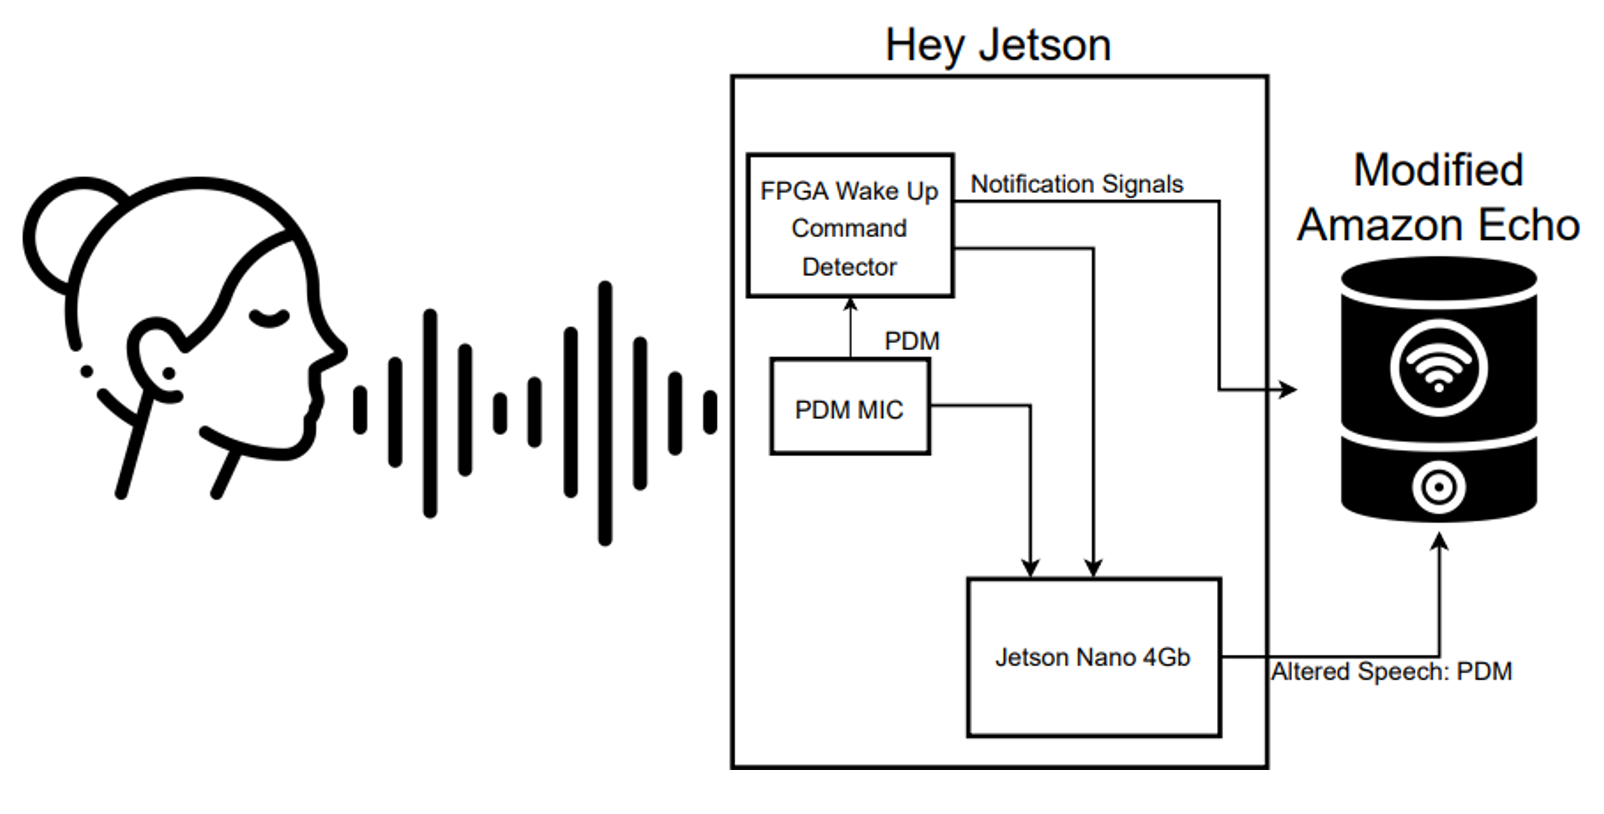 Hey Jetson
FPGA Wake Up
Command
Detector
Notification Signals
Modified
Amazon Echo
PDM
PDM MIC
Jetson Nano 4Gb
Altered Speech: PDM